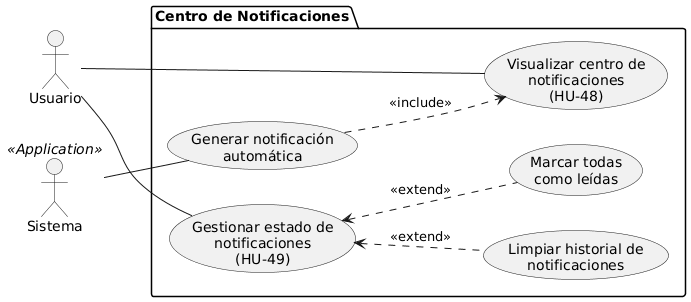 Centro de Notificaciones
Usuario
«Application»
Sistema
Visualizar centro de
notificaciones
(HU-48)
«include»
Generar notificación
automática
Marcar todas
como leídas
«extend»
Gestionar estado de
notificaciones
(HU-49)
«extend»
Limpiar historial de
notificaciones